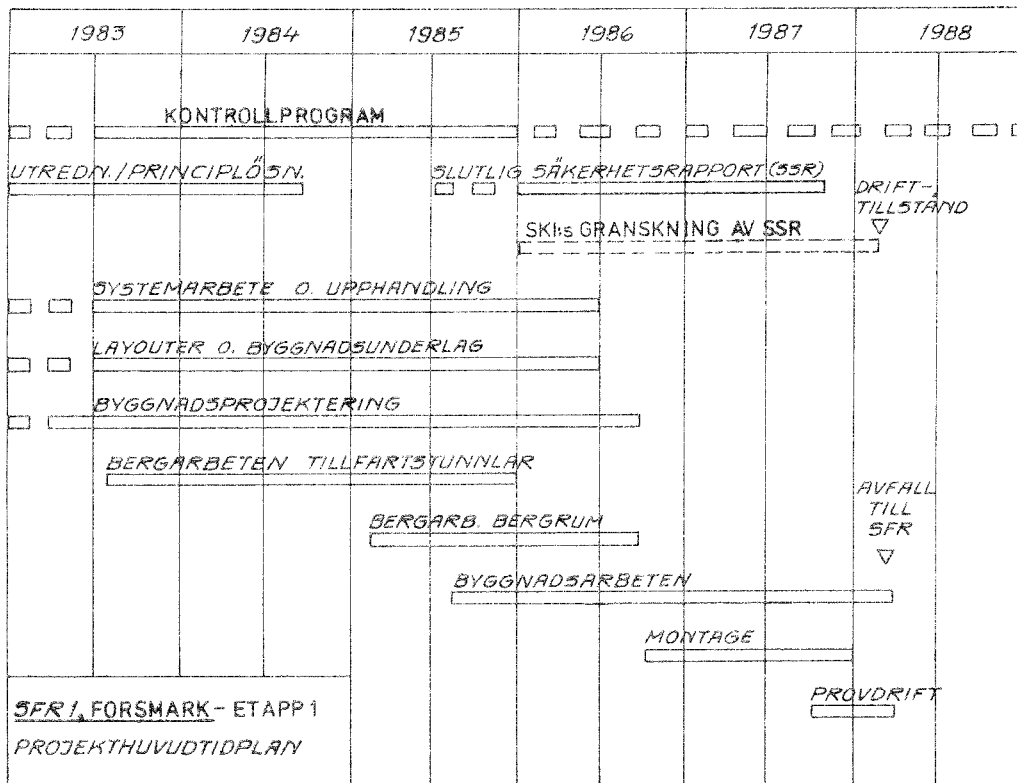 1983 1984 1985 1986 1987 1988
KONTROLLPROGRAM
UTREDN./PRINCIPLÖSN.
SLUTLIG SÄKERHETSRAPPORT (SSR)
DRIFT-
TILLSTÅND
SKI:s GRANSKNING AV SSR
SYSTEMARBETE O. UPPHANDLING
LAYOUTER O. BYGGNADSUNDERLAG
BYGGNADSPROJEKTERING
BERGARBETEN TILLFARTSTUNNLAR
AVFALL
TILL
SFR
BERGARB. BERGRUM
BYGGNADSARBETEN
MONTAGE
PROVDRIFT
SFR 1, FORSMARK - ETAPP 1
PROJEKTHUVUDTIDPLAN